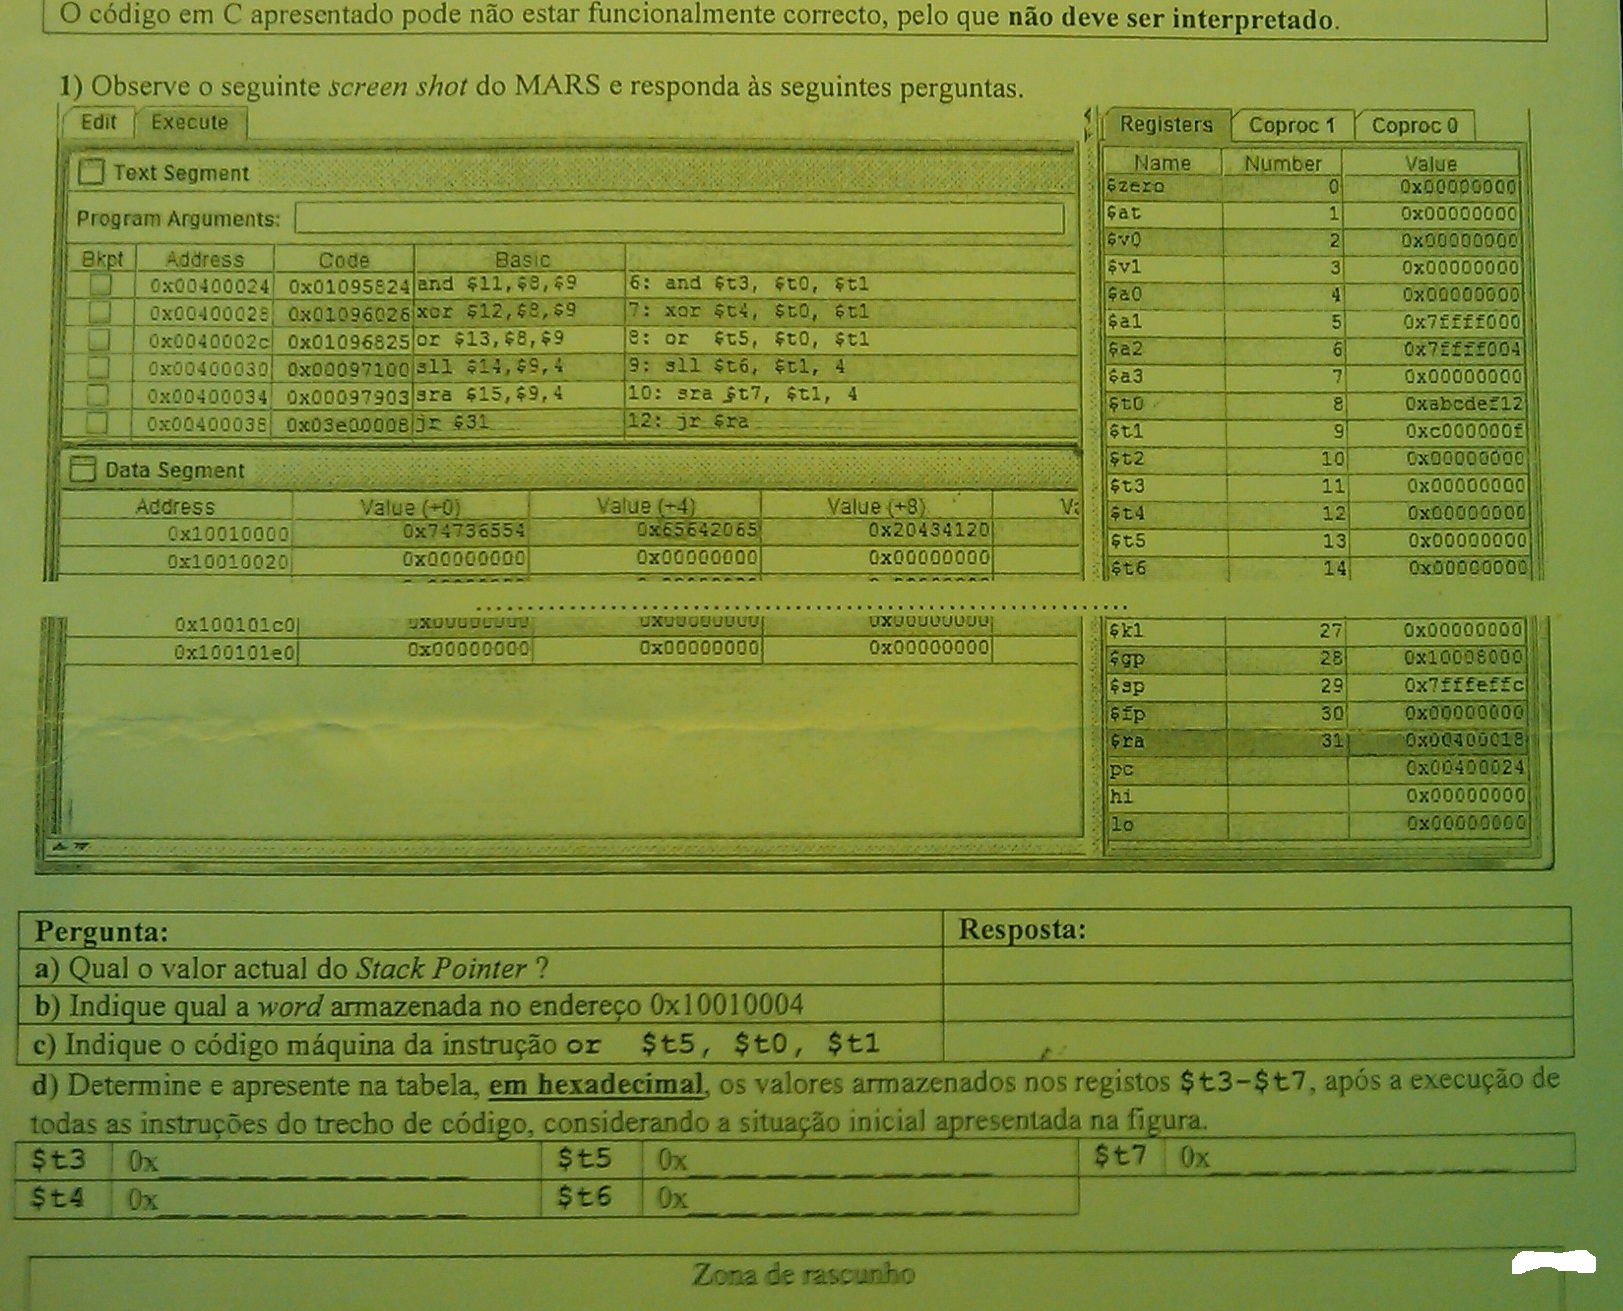 O código em C apresentado pode não estar funcionalmente correcto, pelo que não deve ser interpretado.
1) Observe o seguinte screen shot do MARS e responda às seguintes perguntas.
Edit Execute
Text Segment
Program Arguments:
Bkpt Address Code Basic
0x00400024 0x01095824 and $11,$8,$9 6: and $t3, $t0, $t1
0x00400028 0x01096026 xor $12,$8,$9 7: xor $t4, $t0, $t1
0x0040002c 0x01096825 or $13,$8,$9 8: or $t5, $t0, $t1
0x00400030 0x00097100 sll $14,$9,4 9: sll $t6, $t1, 4
0x00400034 0x00097903 sra $15,$9,4 10: sra $t7, $t1, 4
0x00400038 0x03e00008 jr $31 12: jr $ra
Data Segment
Address Value (+0) Value (+4) Value (+8)
0x10010000 0x74736554 0x65642065 0x20434120
0x10010020 0x00000000 0x00000000 0x00000000
0x100101c0 0x00000000 0x00000000 0x00000000
0x100101e0 0x00000000 0x00000000 0x00000000
Registers Coproc 1 Coproc 0
Name Number Value
$zero 0 0x00000000
$at 1 0x00000000
$v0 2 0x00000000
$v1 3 0x00000000
$a0 4 0x00000000
$a1 5 0x7ffff000
$a2 6 0x7ffff004
$a3 7 0x00000000
$t0 8 0xabcdef12
$t1 9 0xc000000f
$t2 10 0x00000000
$t3 11 0x00000000
$t4 12 0x00000000
$t5 13 0x00000000
$t6 14 0x00000000
$k1 27 0x00000000
$gp 28 0x10008000
$sp 29 0x7fffeffc
$fp 30 0x00000000
$ra 31 0x00400018
pc 0x00400024
hi 0x00000000
lo 0x00000000
Pergunta: Resposta:
a) Qual o valor actual do Stack Pointer ?
b) Indique qual a word armazenada no endereço 0x10010004
c) Indique o código máquina da instrução or $t5, $t0, $t1
d) Determine e apresente na tabela, em hexadecimal, os valores armazenados nos registos $t3-$t7, após a execução de
todas as instruções do trecho de código, considerando a situação inicial apresentada na figura.
$t3 0x $t5 0x $t7 0x
$t4 0x $t6 0x
Zona de rascunho